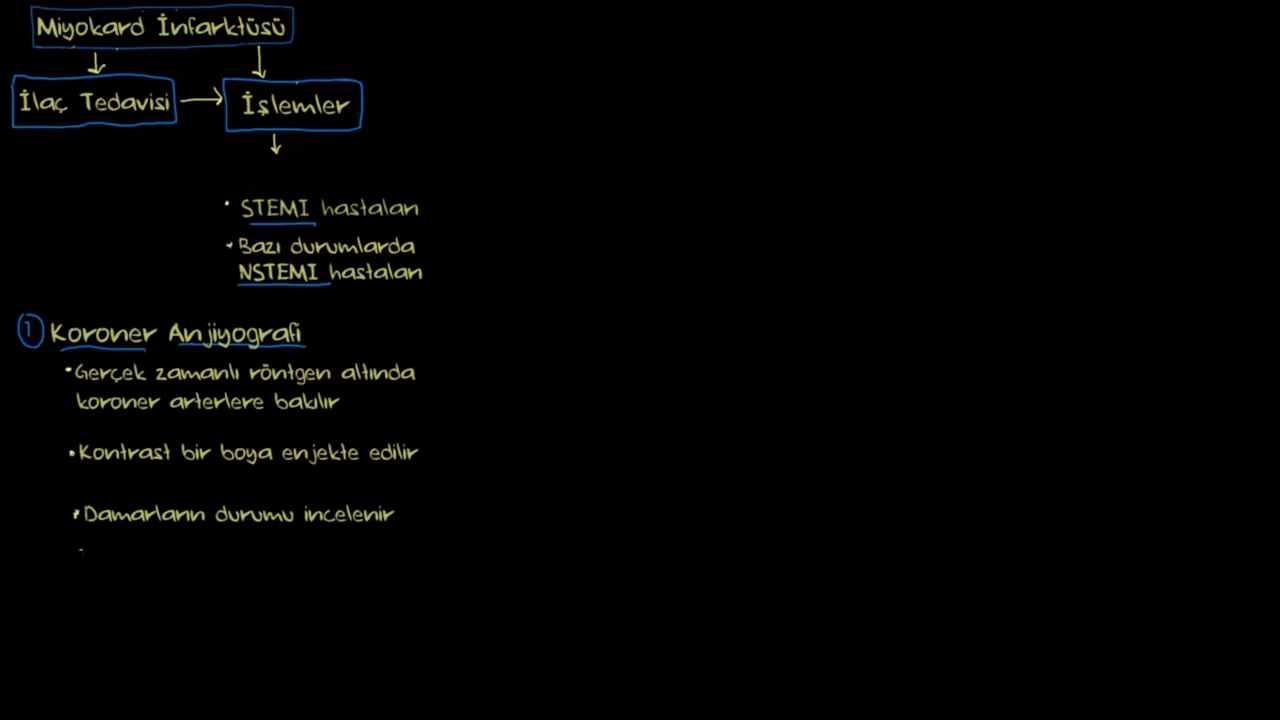 Miyokard İnfarktüsü
İlaç Tedavisi
İşlemler
• STEMI hastaları
• Bazı durumlarda
NSTEMI hastaları
1 Koroner Anjiyografi
• Gerçek zamanlı röntgen altında
koroner arterlere bakılır
• Kontrast bir boya enjekte edilir
• Damarların durumu incelenir